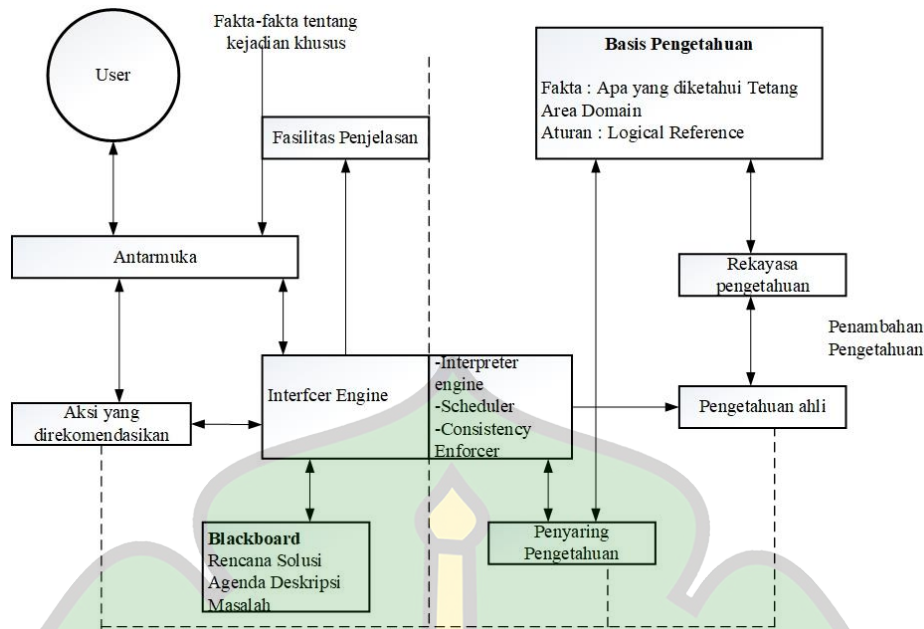 Fakta-fakta tentang
kejadian khusus
User
Basis Pengetahuan
Fakta : Apa yang diketahui Tetang
Area Domain
Aturan : Logical Reference
Fasilitas Penjelasan
Antarmuka
Rekayasa
pengetahuan
Penambahan
Pengetahuan
Interfcer Engine
-Interpreter
engine
-Scheduler
-Consistency
Enforcer
Aksi yang
direkomendasikan
Pengetahuan ahli
Blackboard
Rencana Solusi
Agenda Deskripsi
Masalah
Penyaring
Pengetahuan